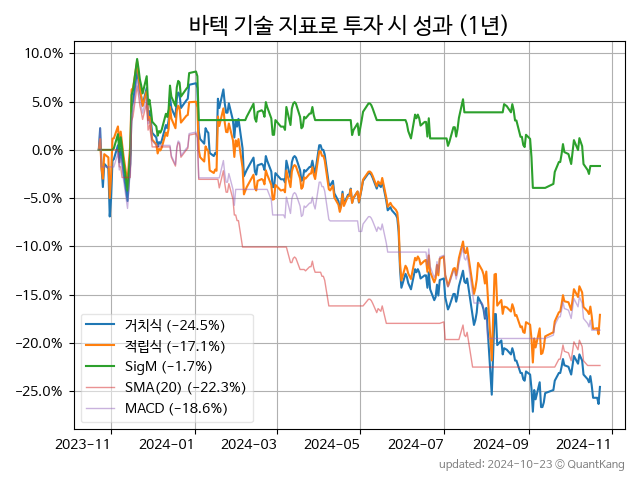 바텍 기술 지표로 투자 시 성과 (1년)
10.0%
5.0%
0.0%
−5.0%
−10.0%
−15.0%
−20.0%
−25.0%
거치식 (−24.5%)
적립식 (−17.1%)
SigM (−1.7%)
SMA(20) (−22.3%)
MACD (−18.6%)
2023-11 2024-01 2024-03 2024-05 2024-07 2024-09 2024-11
updated: 2024-10-23 © QuantKang